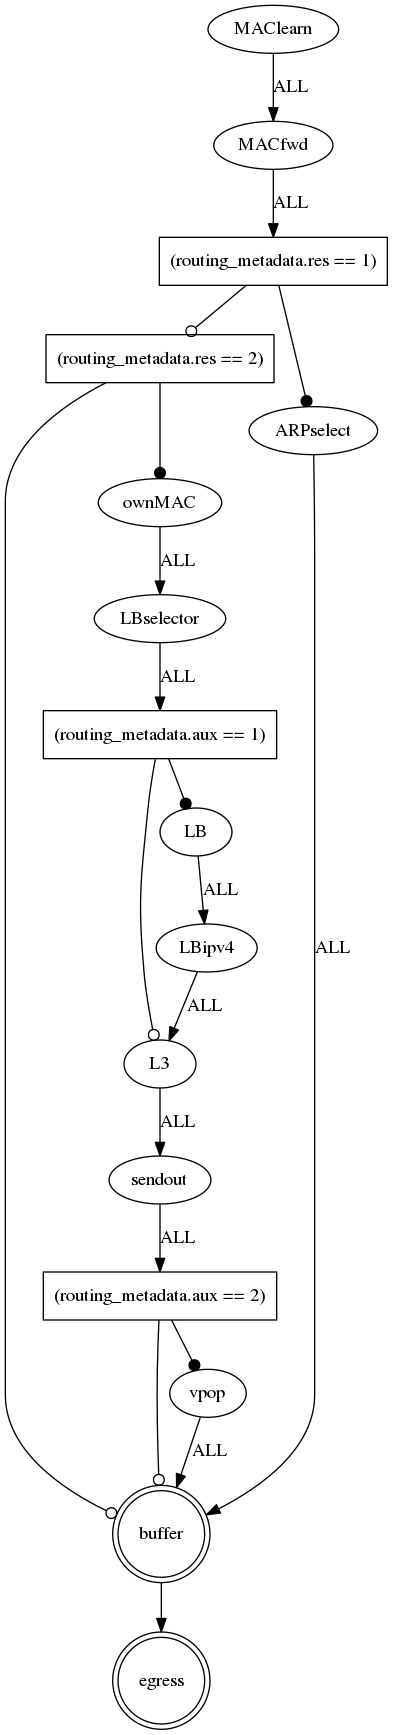 MAClearn
ALL
MACfwd
ALL
(routing_metadata.res == 1)
(routing_metadata.res == 2)
ARPselect
ownMAC
ALL
LBselector
ALL
(routing_metadata.aux == 1)
LB
ALL
LBipv4
ALL
ALL
L3
ALL
sendout
ALL
(routing_metadata.aux == 2)
vpop
ALL
buffer
egress